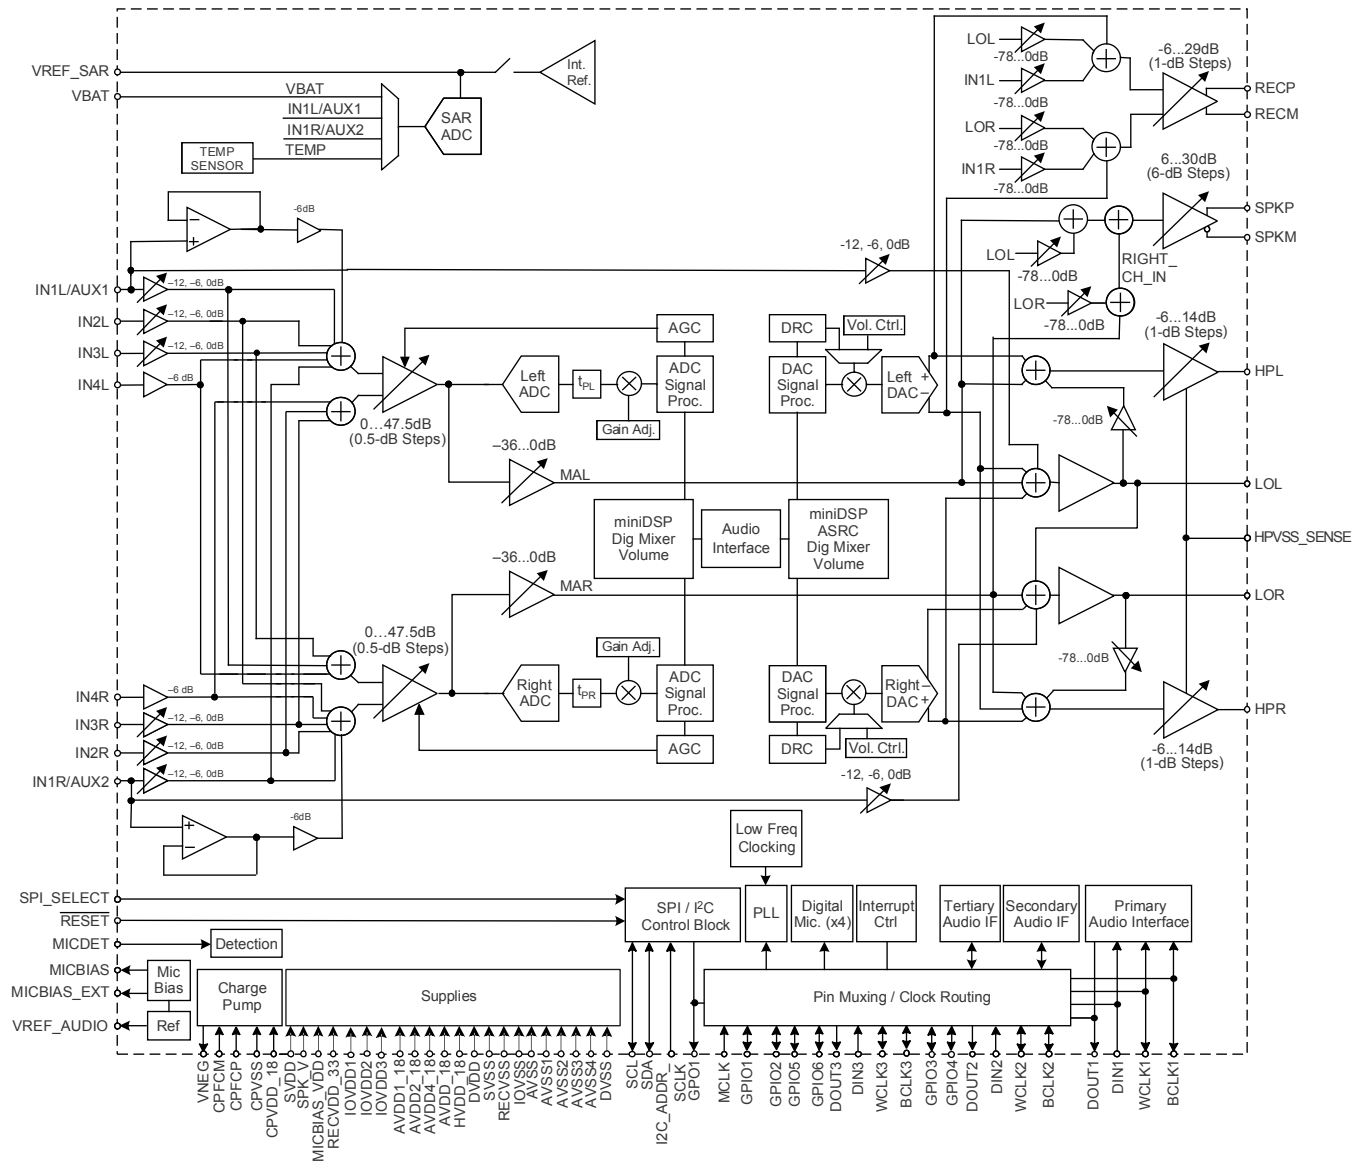 VREF_SAR
VBAT
VBAT
IN1L/AUX1
IN1R/AUX2
TEMP
TEMP
SENSOR
SAR
ADC
Int.
Ref.
LOL
-78...0dB
IN1L
-78...0dB
LOR
-78...0dB
IN1R
-78...0dB
-6...29dB
(1-dB Steps)
RECP
RECM
6...30dB
(6-dB Steps)
SPKP
SPKM
LOL
-78...0dB
RIGHT_
CH_IN
LOR
-78...0dB
-6dB
-12, -6, 0dB
IN1L/AUX1
–12, –6, 0dB
IN2L
–12, –6, 0dB
IN3L
–12, –6, 0dB
IN4L
–6 dB
0...47.5dB
(0.5-dB Steps)
Left
ADC
tPL
Gain Adj.
AGC
ADC
Signal
Proc.
DRC
Vol. Ctrl.
DAC
Signal
Proc.
Left +
DAC –
-6...14dB
(1-dB Steps)
HPL
-78...0dB
–36...0dB
MAL
LOL
miniDSP
Dig Mixer
Volume
Audio
Interface
miniDSP
ASRC
Dig Mixer
Volume
HPVSS_SENSE
–36...0dB
MAR
LOR
0...47.5dB
(0.5-dB Steps)
Gain Adj.
-78...0dB
Right
ADC
tPR
ADC
Signal
Proc.
AGC
DAC
Signal
Proc.
DRC
Vol. Ctrl.
Right –
DAC +
HPR
-6...14dB
(1-dB Steps)
IN4R
–6 dB
IN3R
–12, –6, 0dB
IN2R
–12, –6, 0dB
IN1R/AUX2
–12, –6, 0dB
-12, -6, 0dB
-6dB
Low Freq
Clocking
SPI_SELECT
RESET
MICDET
Detection
MICBIAS
MICBIAS_EXT
Mic
Bias
VREF_AUDIO
Ref
Charge
Pump
Supplies
SPI / I²C
Control Block
PLL
Digital
Mic. (x4)
Interrupt
Ctrl
Tertiary
Audio IF
Secondary
Audio IF
Primary
Audio Interface
Pin Muxing / Clock Routing
VNEG
CPFCM
CPFCP
CPVSS
CPVDD_18
SVDD
SPK_V
MICBIAS_VDD
RECVDD_33
IOVDD1
IOVDD2
IOVDD3
AVDD1_18
AVDD2_18
AVDD4_18
AVDD_18
HVDD_18
DVDD
SVSS
RECVSS
IOVSS
AVSS
AVSS1
AVSS2
AVSS3
AVSS4
DVSS
SCL
SDA
I2C_ADDR_
SCLK
GPO1
MCLK
GPIO1
GPIO2
GPIO5
GPIO6
DOUT3
DIN3
WCLK3
BCLK3
GPIO3
GPIO4
DOUT2
DIN2
WCLK2
BCLK2
DOUT1
DIN1
WCLK1
BCLK1